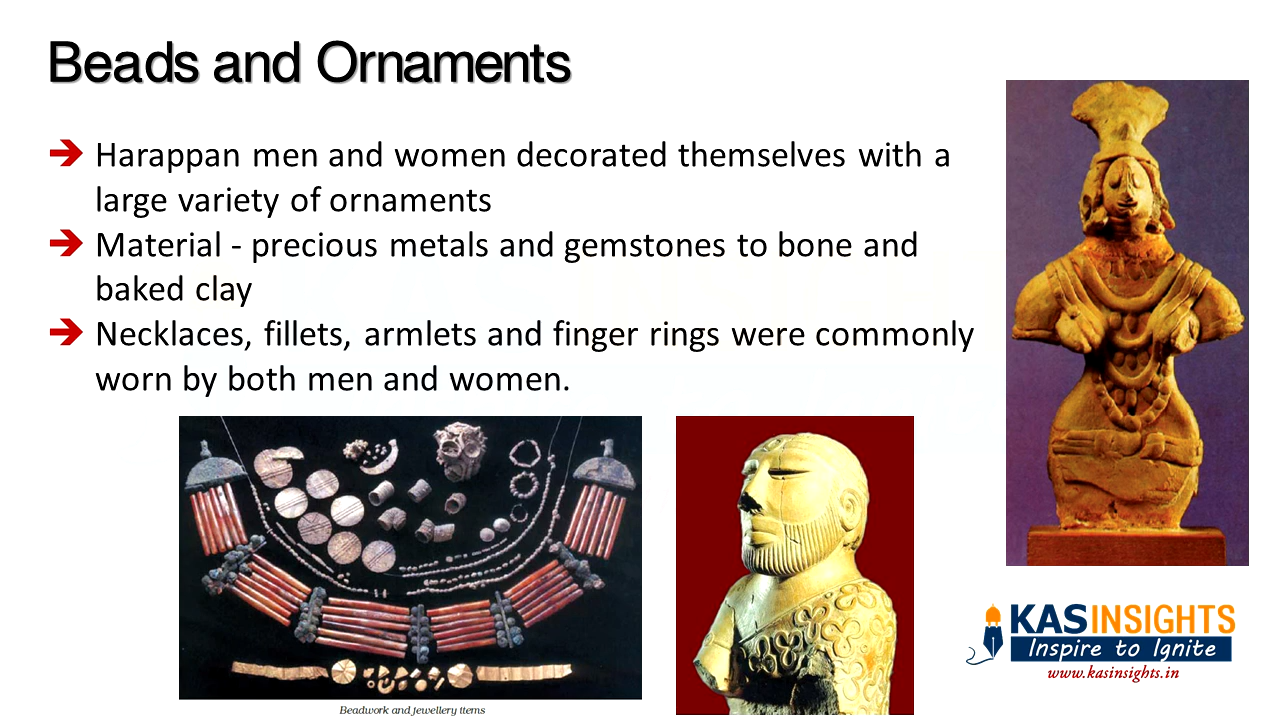 Beads and Ornaments
➔ Harappan men and women decorated themselves with a
large variety of ornaments
➔ Material - precious metals and gemstones to bone and
baked clay
➔ Necklaces, fillets, armlets and finger rings were commonly
worn by both men and women.
Beadwork and jewellery items
KASINSIGHTS
Inspire to Ignite
www.kasinsights.in